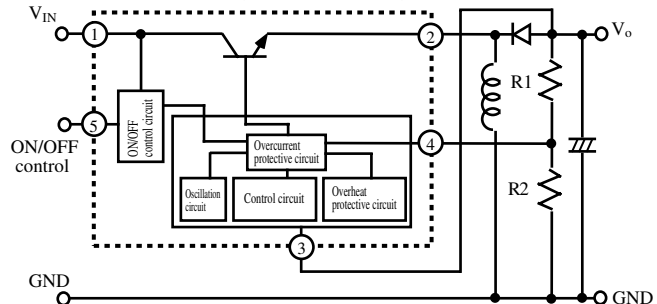 VIN
1
2
Vo
R1
5
ON/OFF
control circuit
ON/OFF
control
Overcurrent
protective circuit
4
Oscillation
circuit
Control circuit
Overheat
protective circuit
R2
3
GND
GND